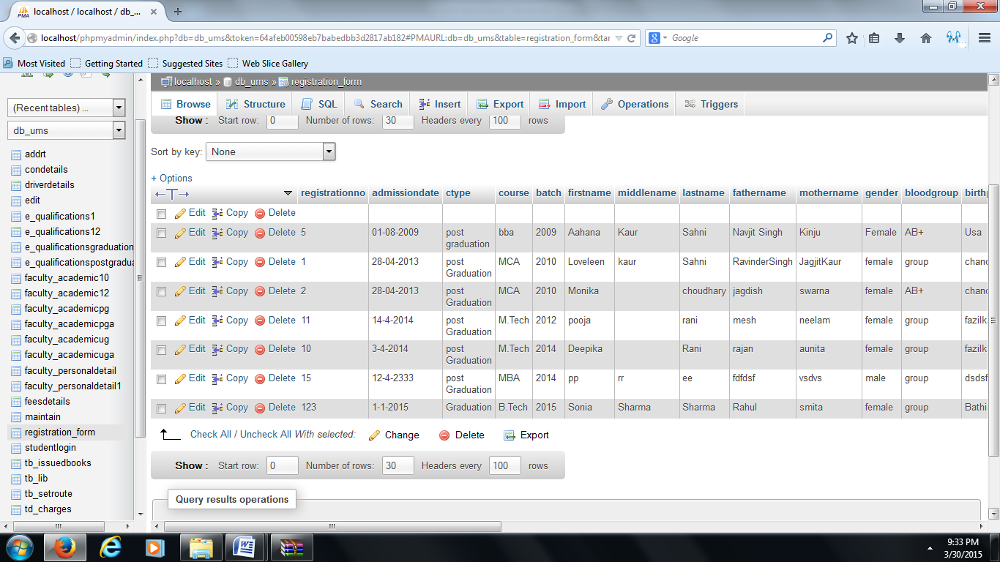 localhost / localhost / db_...
localhost/phpmyadmin/index.php?db=db_ums&token=64afeb00598eb7babedbb3d2817ab182#PMAURL:db=db_ums&table=registration_form&tar
Google
Most Visited Getting Started Suggested Sites Web Slice Gallery
localhost » db_ums » registration_form
(Recent tables) ...
db_ums
addrt
condetails
driverdetails
edit
e_qualifications1
e_qualifications12
e_qualificationsgraduation
e_qualificationspostgradua
faculty_academic10
faculty_academic12
faculty_academicpg
faculty_academicpga
faculty_academicug
faculty_academicuga
faculty_personaldetail
faculty_personaldetail1
feesdetails
maintain
registration_form
studentlogin
tb_issuedbooks
tb_lib
tb_setroute
td_charges
Browse Structure SQL Search Insert Export Import Operations Triggers
Show : Start row: 0 Number of rows: 30 Headers every 100 rows
Sort by key: None
+ Options
registrationno admissiondate ctype course batch firstname middlename lastname fathername mothername gender bloodgroup birthp
Edit Copy Delete
Edit Copy Delete 5 01-08-2009 post graduation bba 2009 Aahana Kaur Sahni Navjit Singh Kinju Female AB+ Usa
Edit Copy Delete 1 28-04-2013 post Graduation MCA 2010 Loveleen kaur Sahni RavinderSingh JagjitKaur female group chand
Edit Copy Delete 2 28-04-2013 post Graduation MCA 2010 Monika choudhary jagdish swarna female AB+ chand
Edit Copy Delete 11 14-4-2014 post Graduation M.Tech 2012 pooja rani mesh neelam female group fazilk
Edit Copy Delete 10 3-4-2014 post Graduation M.Tech 2014 Deepika Rani rajan aunita female group fazilk
Edit Copy Delete 15 12-4-2333 post Graduation MBA 2014 pp rr ee fdfdsf vsdvs male group dsdsf
Edit Copy Delete 123 1-1-2015 Graduation B.Tech 2015 Sonia Sharma Sharma Rahul smita female group Bathi
Check All / Uncheck All With selected: Change Delete Export
Show : Start row: 0 Number of rows: 30 Headers every 100 rows
Query results operations
9:33 PM
3/30/2015